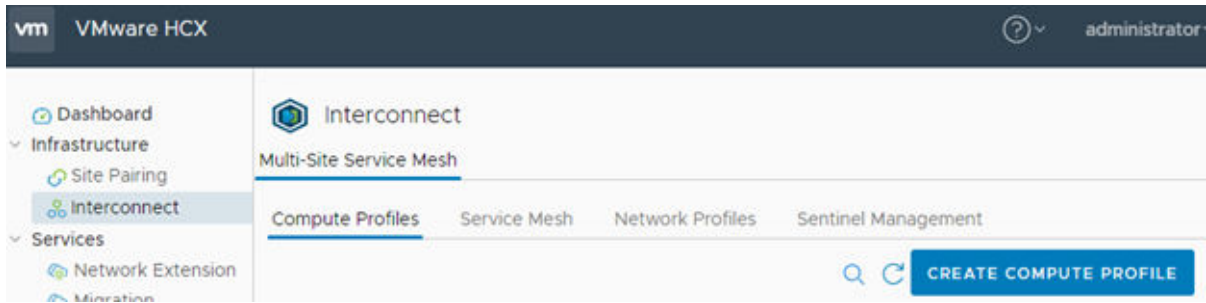 vm VMware HCX administrator
Dashboard
Infrastructure
Site Pairing
Interconnect
Services
Network Extension
Migration
Interconnect
Multi-Site Service Mesh
Compute Profiles Service Mesh Network Profiles Sentinel Management
CREATE COMPUTE PROFILE